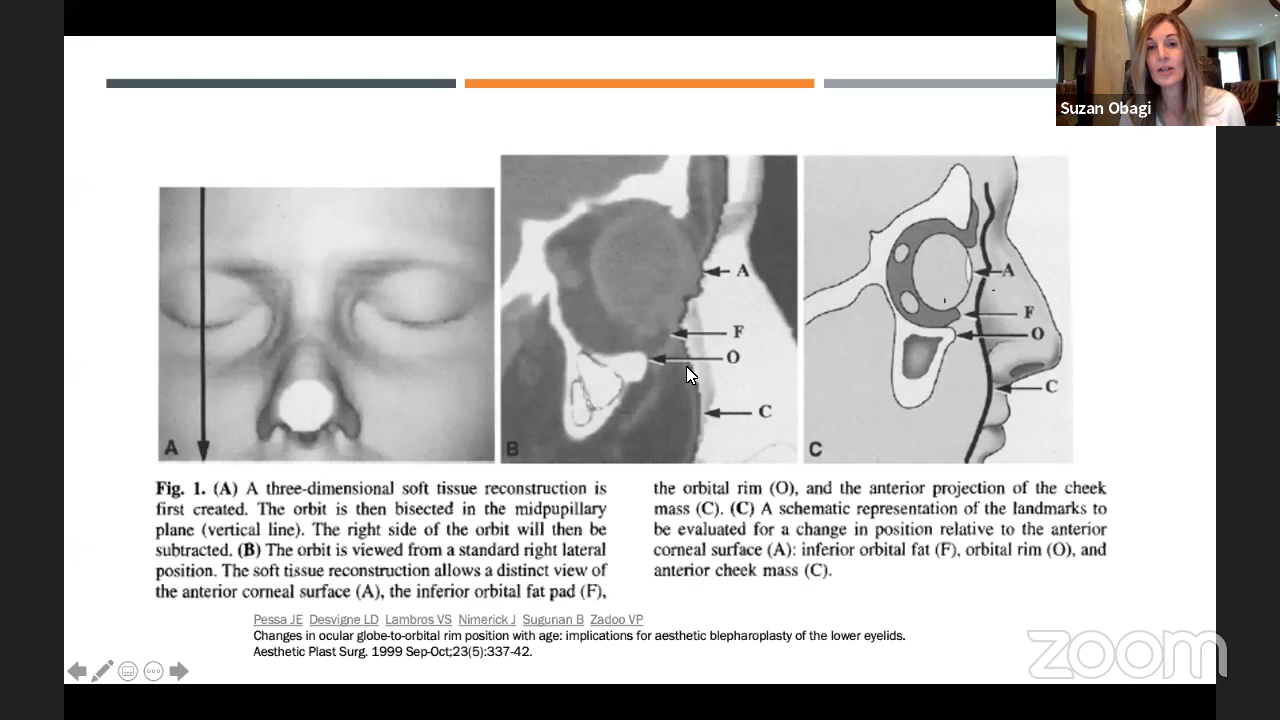 Suzan Obagi
A
B
A
F
O
C
C
A
F
O
C
Fig. 1. (A) A three-dimensional soft tissue reconstruction is
first created. The orbit is then bisected in the midpupillary
plane (vertical line). The right side of the orbit will then be
subtracted. (B) The orbit is viewed from a standard right lateral
position. The soft tissue reconstruction allows a distinct view of
the anterior corneal surface (A), the inferior orbital fat pad (F),
the orbital rim (O), and the anterior projection of the cheek
mass (C). (C) A schematic representation of the landmarks to
be evaluated for a change in position relative to the anterior
corneal surface (A): inferior orbital fat (F), orbital rim (O), and
anterior cheek mass (C).
Pessa JE Desvigne LD Lambros VS Nimerick J Sugunan B Zadoo VP
Changes in ocular globe-to-orbital rim position with age: implications for aesthetic blepharoplasty of the lower eyelids.
Aesthetic Plast Surg. 1999 Sep-Oct;23(5):337-42.
zoom